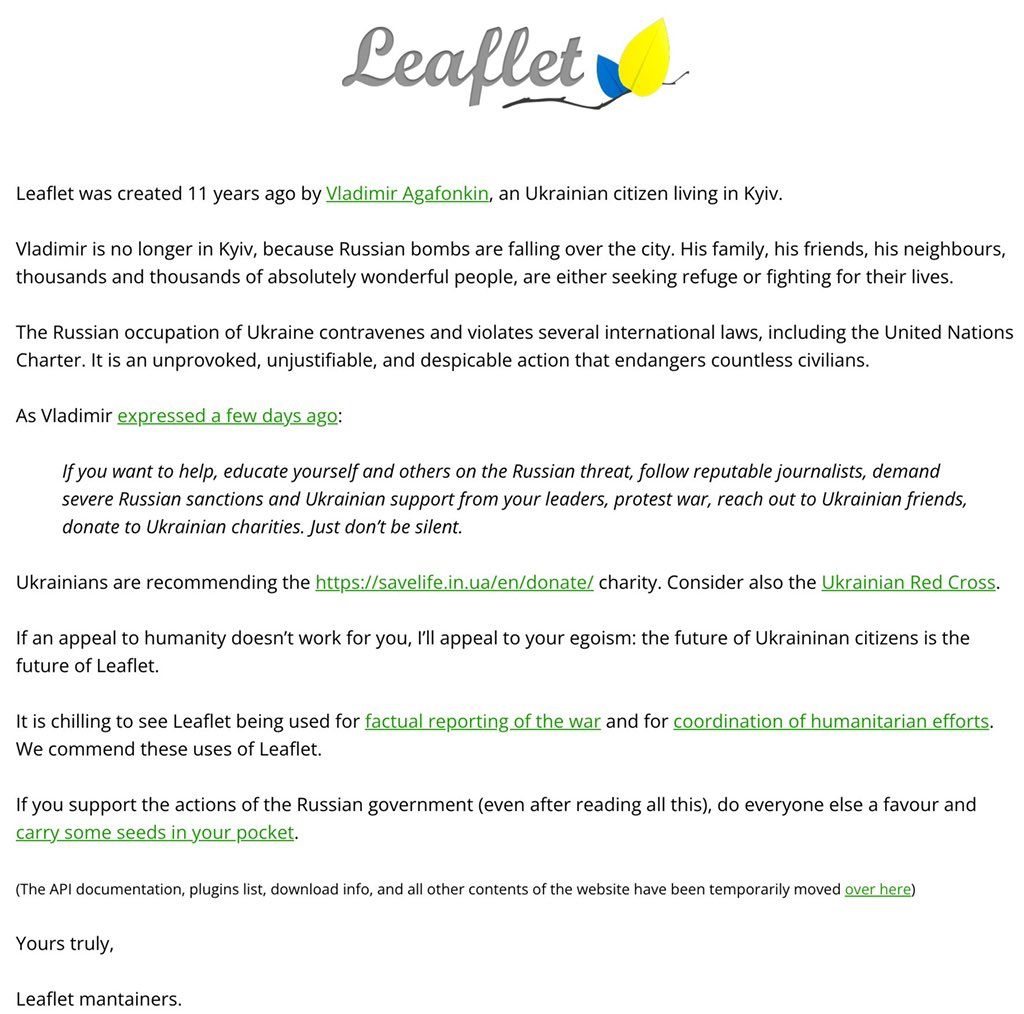 Leaflet
Leaflet was created 11 years ago by Vladimir Agafonkin, an Ukrainian citizen living in Kyiv.
Vladimir is no longer in Kyiv, because Russian bombs are falling over the city. His family, his friends, his neighbours,
thousands and thousands of absolutely wonderful people, are either seeking refuge or fighting for their lives.
The Russian occupation of Ukraine contravenes and violates several international laws, including the United Nations
Charter. It is an unprovoked, unjustifiable, and despicable action that endangers countless civilians.
As Vladimir expressed a few days ago:
If you want to help, educate yourself and others on the Russian threat, follow reputable journalists, demand
severe Russian sanctions and Ukrainian support from your leaders, protest war, reach out to Ukrainian friends,
donate to Ukrainian charities. Just don’t be silent.
Ukrainians are recommending the https://savelife.in.ua/en/donate/ charity. Consider also the Ukrainian Red Cross.
If an appeal to humanity doesn’t work for you, I’ll appeal to your egoism: the future of Ukraininan citizens is the
future of Leaflet.
It is chilling to see Leaflet being used for factual reporting of the war and for coordination of humanitarian efforts.
We commend these uses of Leaflet.
If you support the actions of the Russian government (even after reading all this), do everyone else a favour and
carry some seeds in your pocket.
(The API documentation, plugins list, download info, and all other contents of the website have been temporarily moved over here)
Yours truly,
Leaflet mantainers.